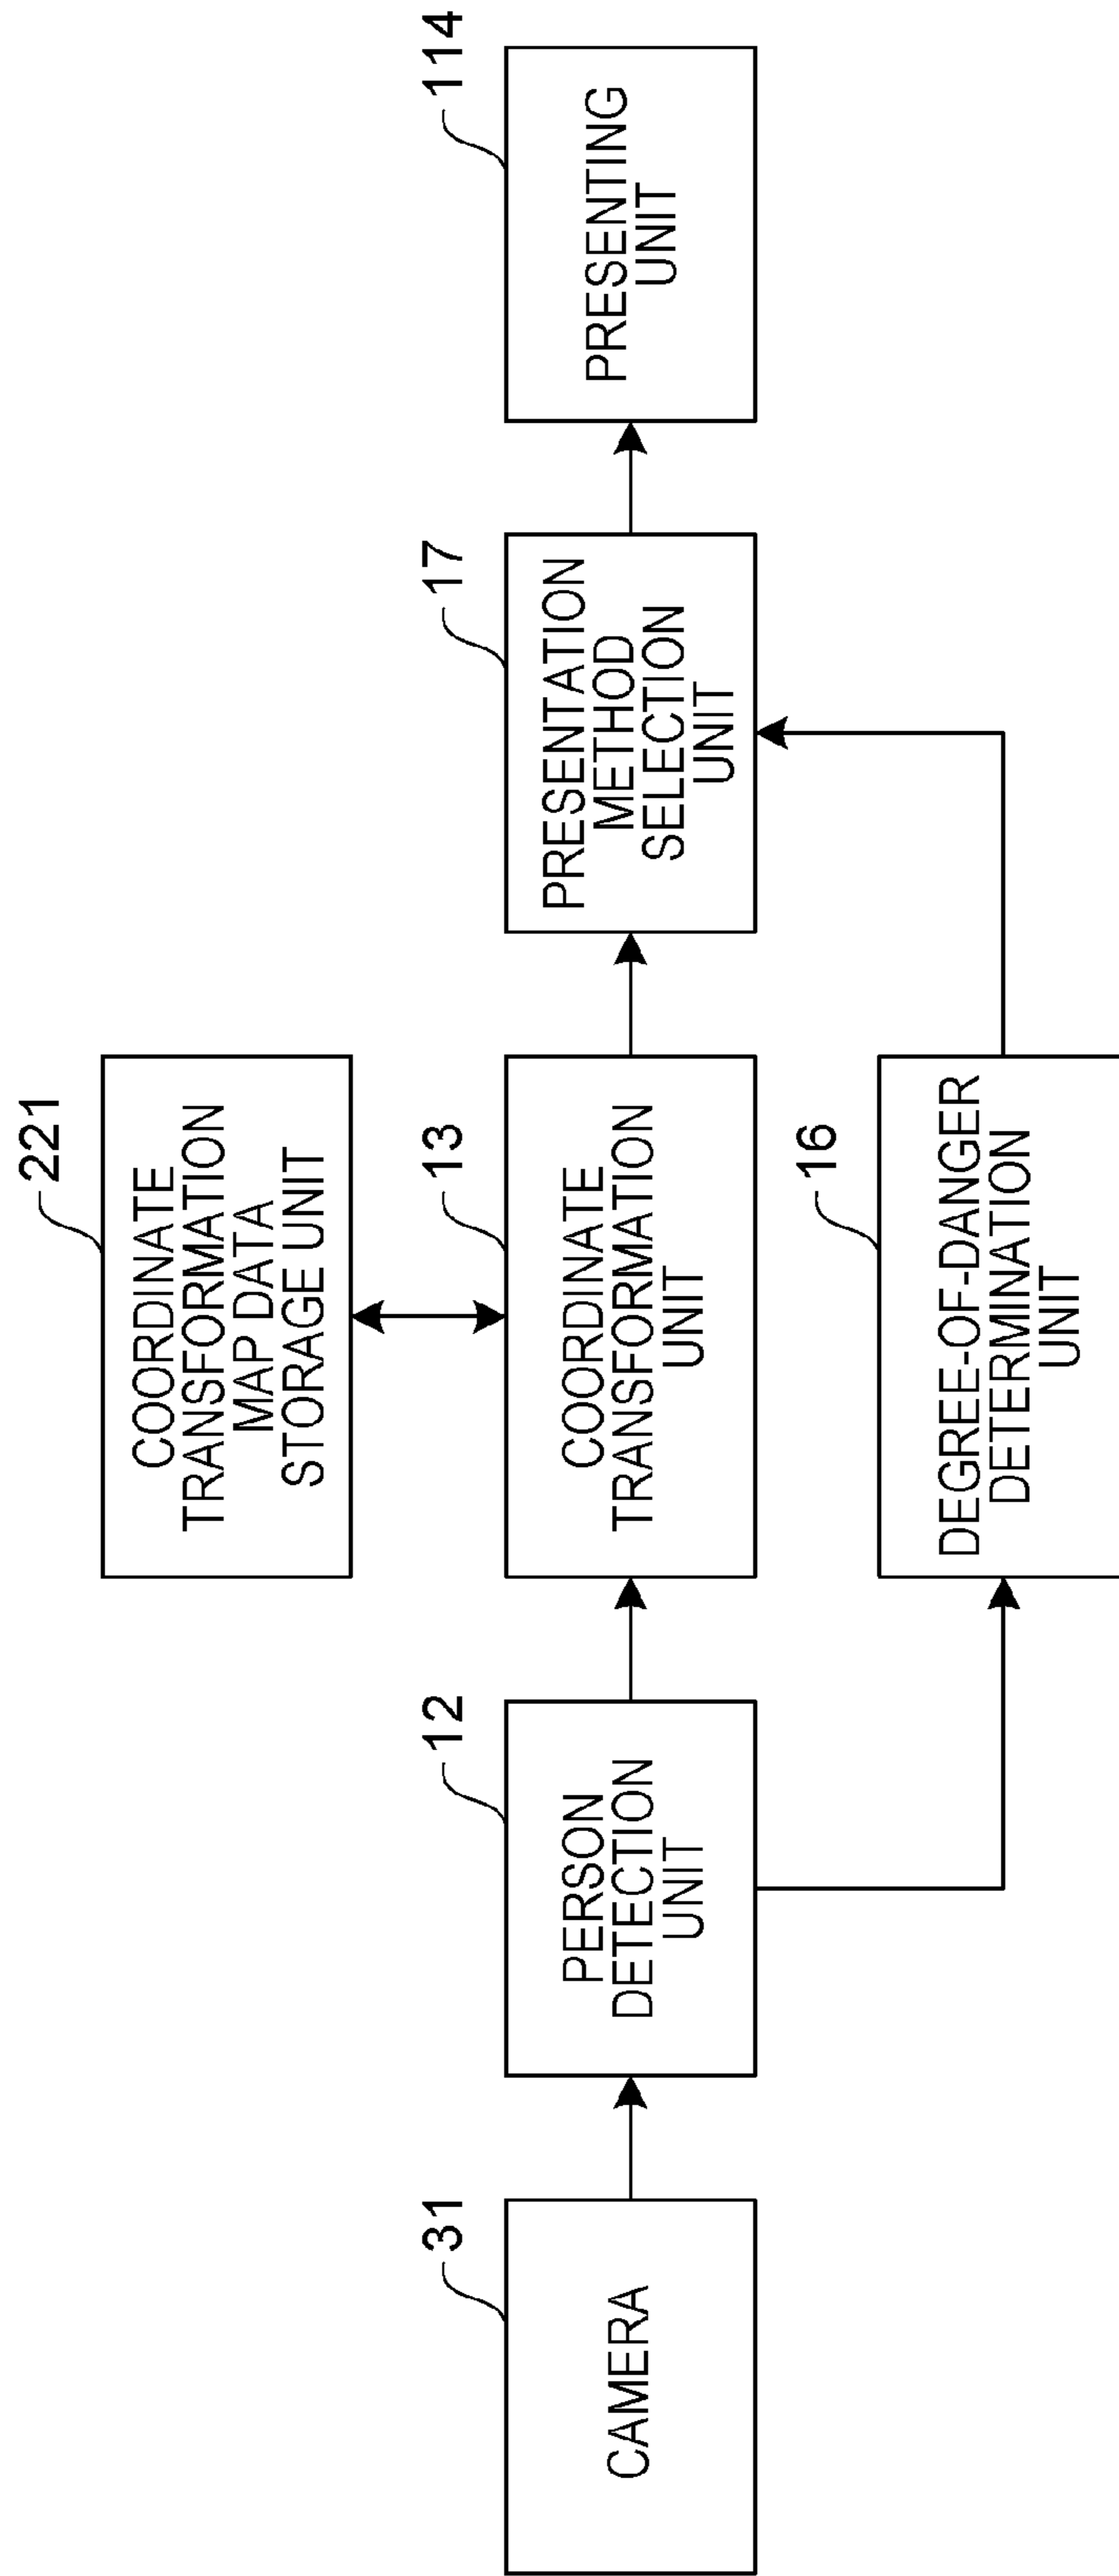 221
COORDINATE
TRANSFORMATION
MAP DATA
STORAGE UNIT
31
CAMERA
12
PERSON
DETECTION
UNIT
13
COORDINATE
TRANSFORMATION
UNIT
17
PRESENTATION
METHOD
SELECTION
UNIT
114
PRESENTING
UNIT
16
DEGREE-OF-DANGER
DETERMINATION
UNIT